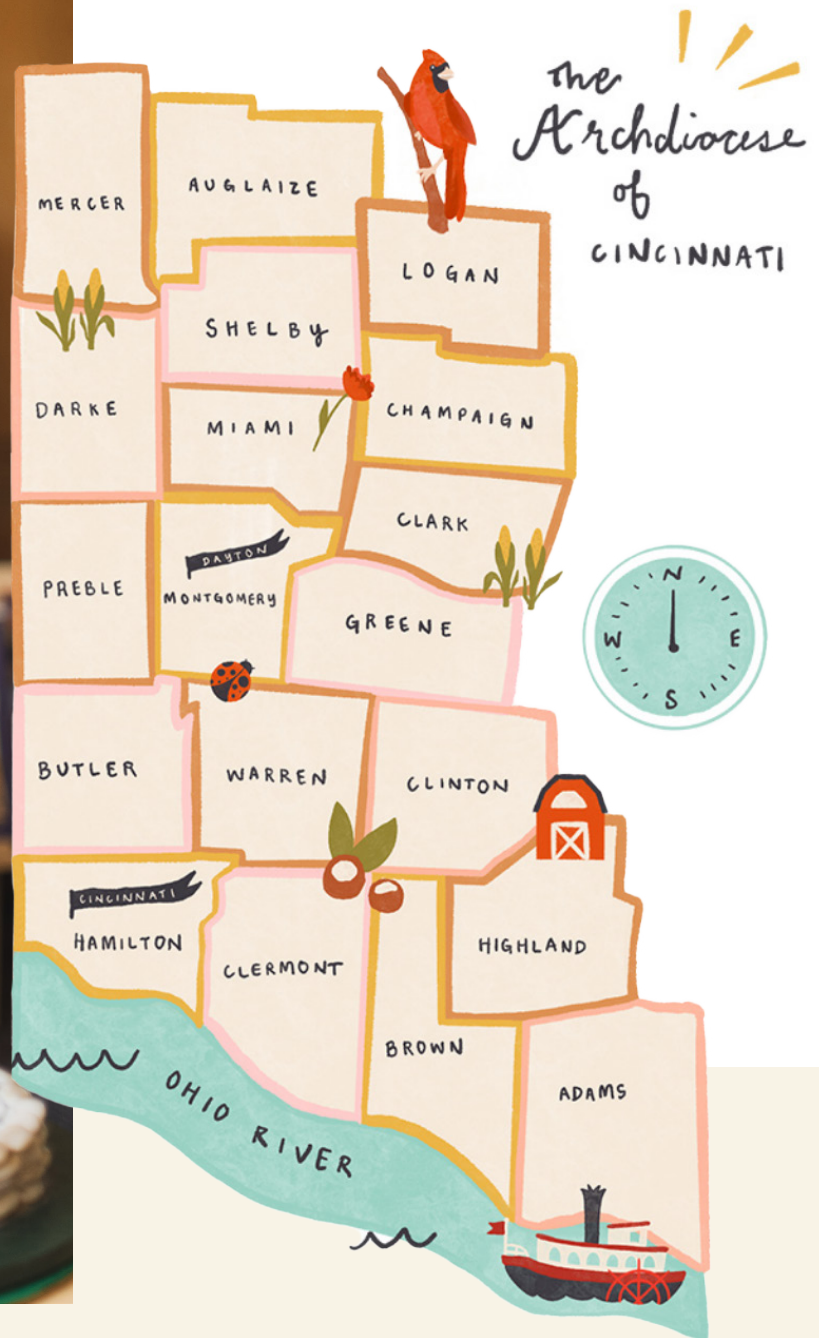 The
Archdiocese
of
CINCINNATI
MERCER
AUGLAIZE
LOGAN
SHELBY
DARKE
MIAMI
CHAMPAIGN
CLARK
DAYTON
PREBLE
MONTGOMERY
GREENE
N
W
E
S
BUTLER
WARREN
CLINTON
CINCINNATI
HAMILTON
HIGHLAND
CLERMONT
BROWN
ADAMS
OHIO RIVER